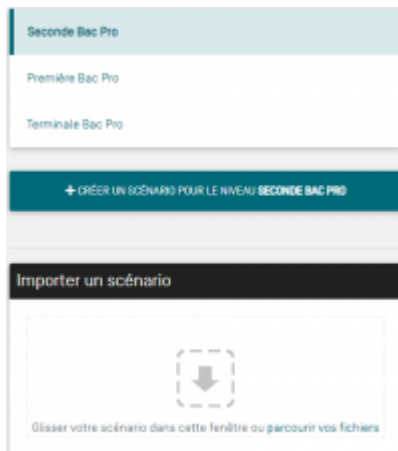 Seconde Bac Pro
Première Bac Pro
Terminale Bac Pro
+ CRÉER UN SCÉNARIO POUR LE NIVEAU SECONDE BAC PRO
Importer un scénario
Glisser votre scénario dans cette fenêtre ou parcourir vos fichiers